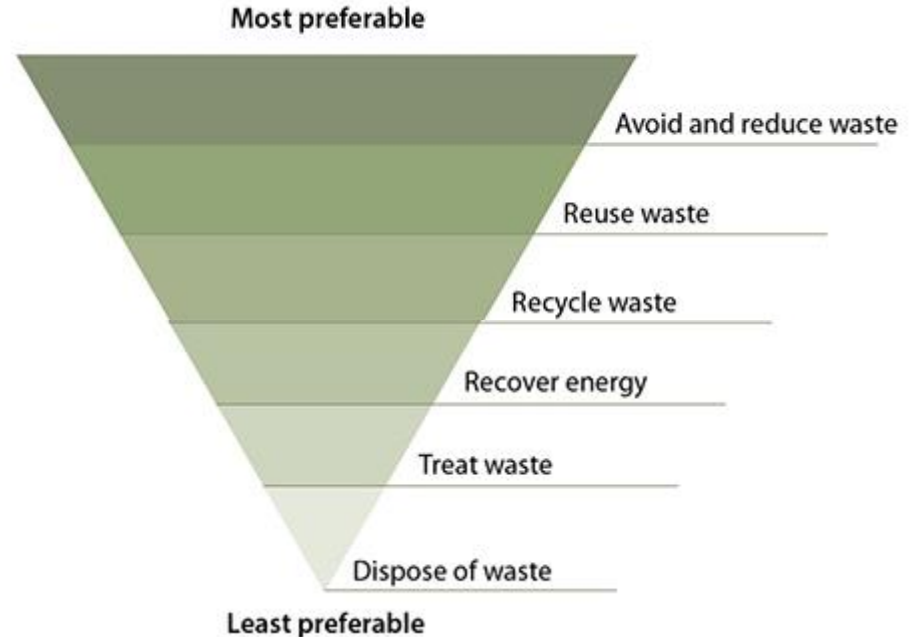 Most preferable
Avoid and reduce waste
Reuse waste
Recycle waste
Recover energy
Treat waste
Dispose of waste
Least preferable